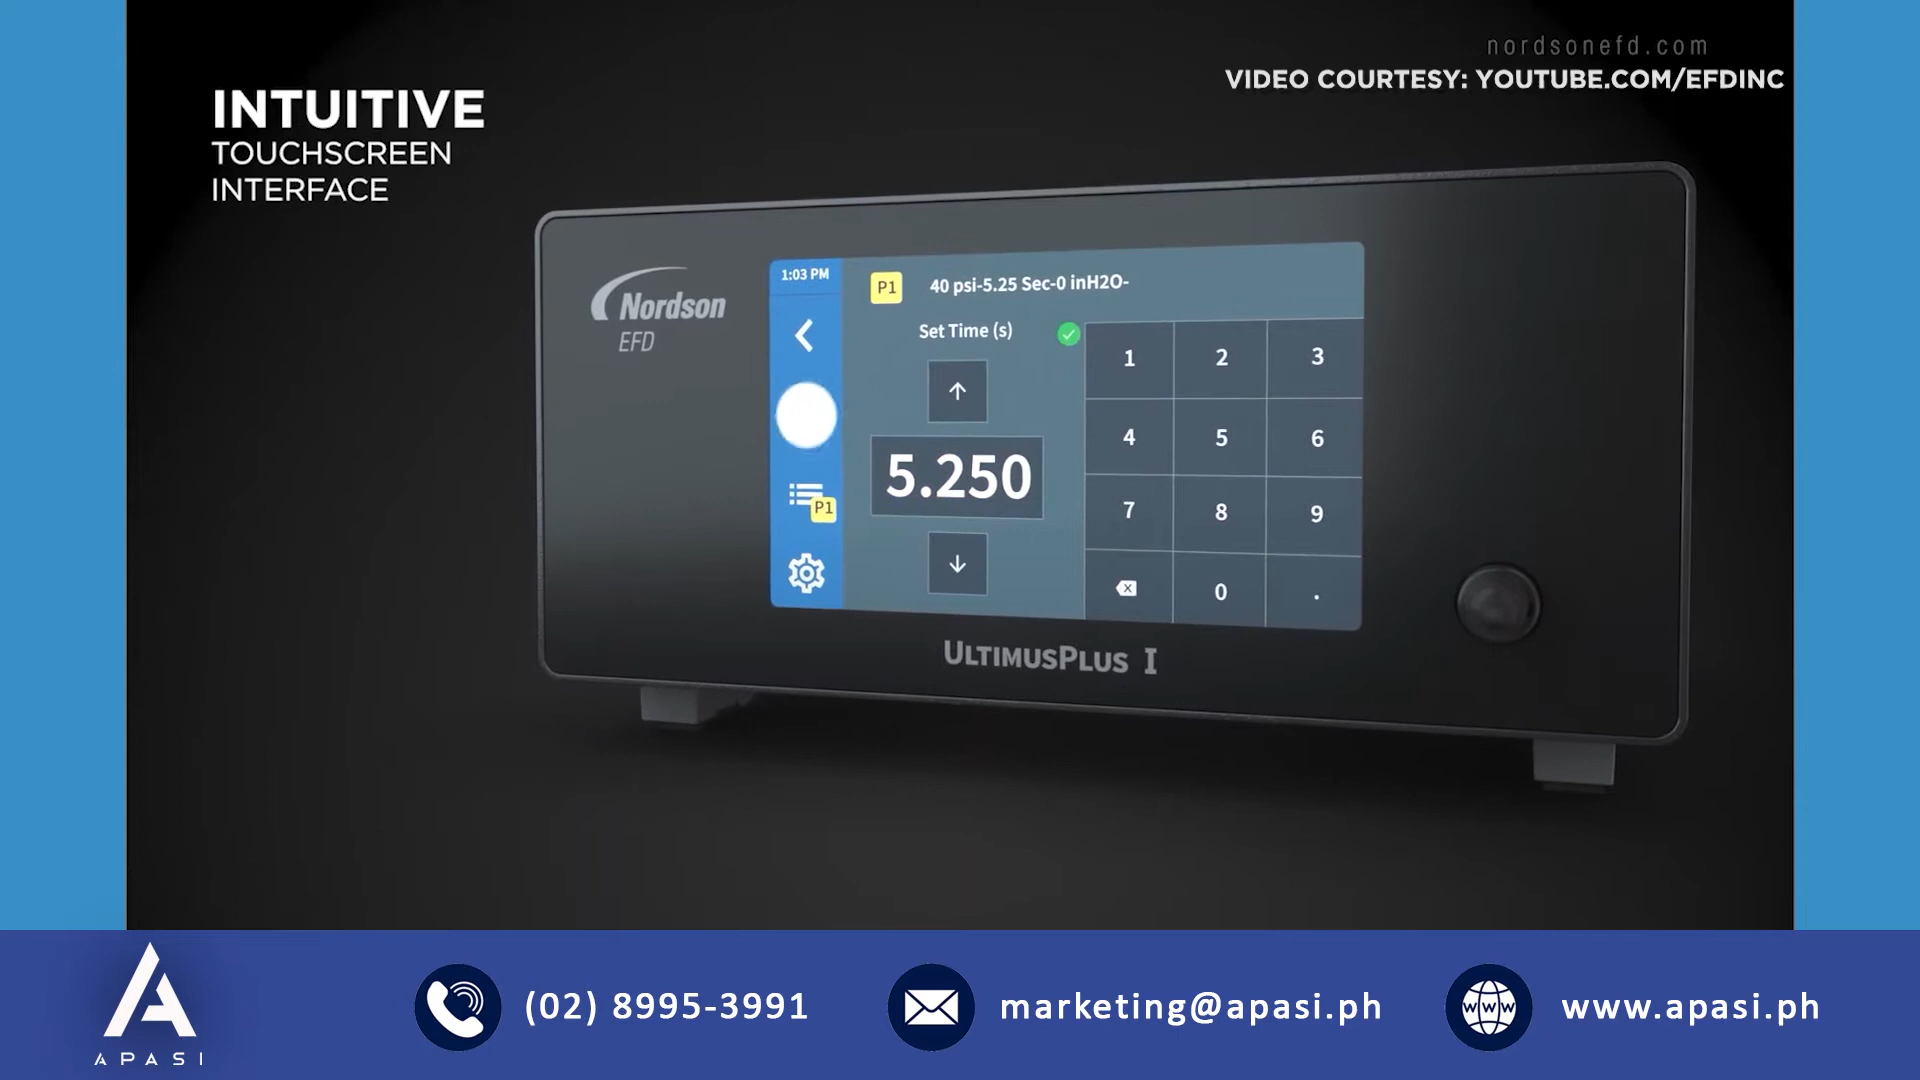 nordsonefd.com
VIDEO COURTESY: YOUTUBE.COM/EFDINC
INTUITIVE
TOUCHSCREEN
INTERFACE
Nordson
EFD
1:03 PM
P1
40 psi-5.25 Sec-0 inH2O-
Set Time (s)
5.250
1 2 3
4 5 6
7 8 9
0 .
P1
ULTIMUSPLUS I
APASI
(02) 8995-3991
marketing@apasi.ph
www
www.apasi.ph